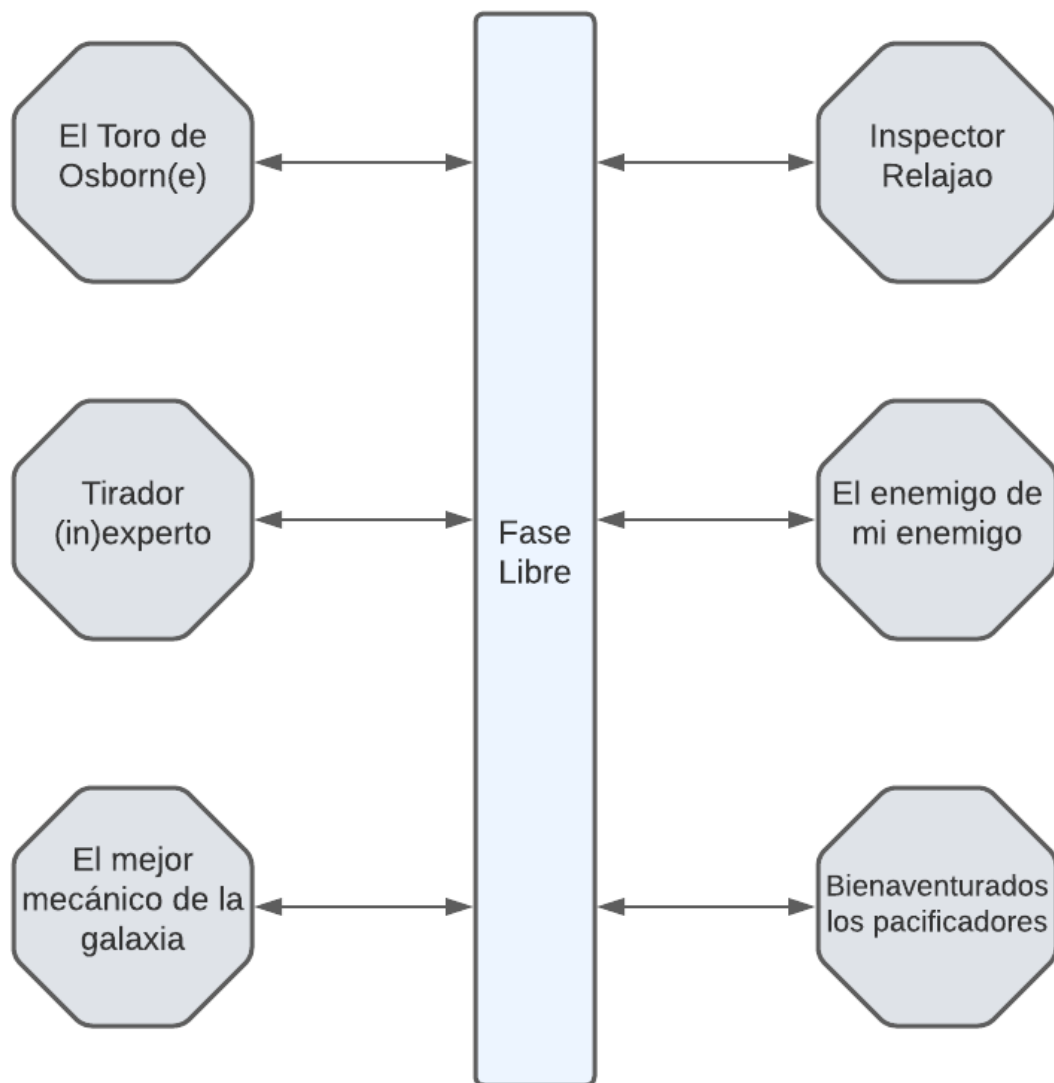 El Toro de
Osborn(e)
Inspector
Relajao
Tirador
(in)experto
Fase
Libre
El enemigo de
mi enemigo
El mejor
mecánico de la
galaxia
Bienaventurados
los pacificadores